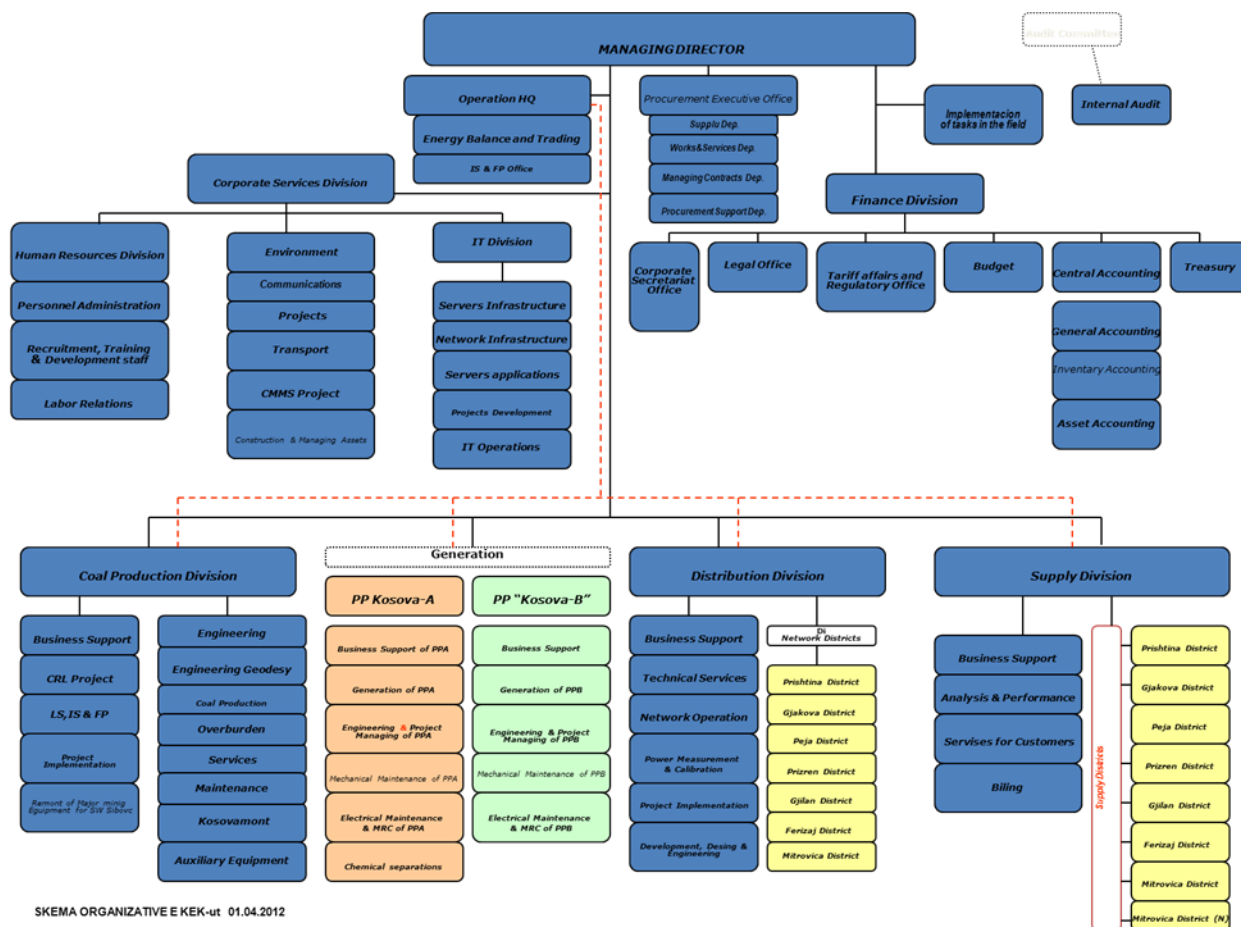 Audit Committee
MANAGING DIRECTOR
Operation HQ
Energy Balance and Trading
IS & FP Office
Procurement Executive Office
Supplu Dep.
Works&Services Dep.
Managing Contracts Dep.
Procurement Support Dep.
Implementacion
of tasks in the field
Internal Audit
Corporate Services Division
Finance Division
Human Resources Division
Personnel Administration
Recruitment, Training
& Development staff
Labor Relations
Environment
Communications
Projects
Transport
CMMS Project
Construction & Managing Assets
IT Division
Servers Infrastructure
Network Infrastructure
Servers applications
Projects Development
IT Operations
Corporate
Secretariat
Office
Legal Office
Tariff affairs and
Regulatory Office
Budget
Central Accounting
Treasury
General Accounting
Inventary Accounting
Asset Accounting
Coal Production Division
Business Support
CRL Project
LS,IS & FP
Project
Implementation
Remont of Major minig
Equipment for SW Sibovc
Engineering
Engineering Geodesy
Coal Production
Overburden
Services
Maintenance
Kosovamont
Auxiliary Equipment
Generation
PP Kosova-A
Business Support of PPA
Generation of PPA
Engineering & Project
Managing of PPA
Mechanical Maintenance of PPA
Electrical Maintenance
& MRC of PPA
Chemical separations
PP "Kosova-B"
Business Support
Generation of PPB
Engineering & Project
Managing of PPB
Mechanical Maintenance of PPB
Electrical Maintenance
& MRC of PPB
Distribution Division
Business Support
Technical Services
Network Operation
Power Measurement
& Calibration
Project Implementation
Development, Desing &
Engineering
Di
Network Districts
Prishtina District
Gjakova District
Peja District
Prizren District
Gjilan District
Ferizaj District
Mitrovica District
Supply Division
Business Support
Analysis & Performance
Servises for Customers
Biling
Supply Districts
Prishtina District
Gjakova District
Peja District
Prizren District
Gjilan District
Ferizaj District
Mitrovica District
Mitrovica District (N)
SKEMA ORGANIZATIVE E KEK-ut 01.04.2012